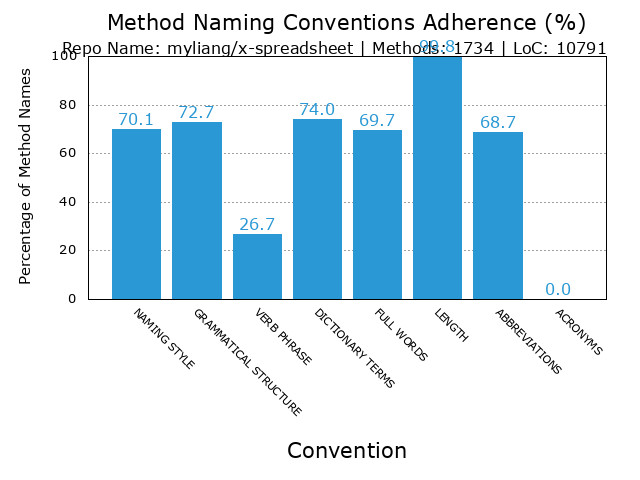 Method Naming Conventions Adherence (%)
Repo Name: myliang/x-spreadsheet | Methods: 1734 | LoC: 10791
Percentage of Method Names
100
80
60
40
20
0
70.1
72.7
26.7
74.0
69.7
99.8
68.7
0.0
NAMING STYLE
GRAMMATICAL STRUCTURE
VERB PHRASE
DICTIONARY TERMS
FULL WORDS
LENGTH
ABBREVIATIONS
ACRONYMS
Convention